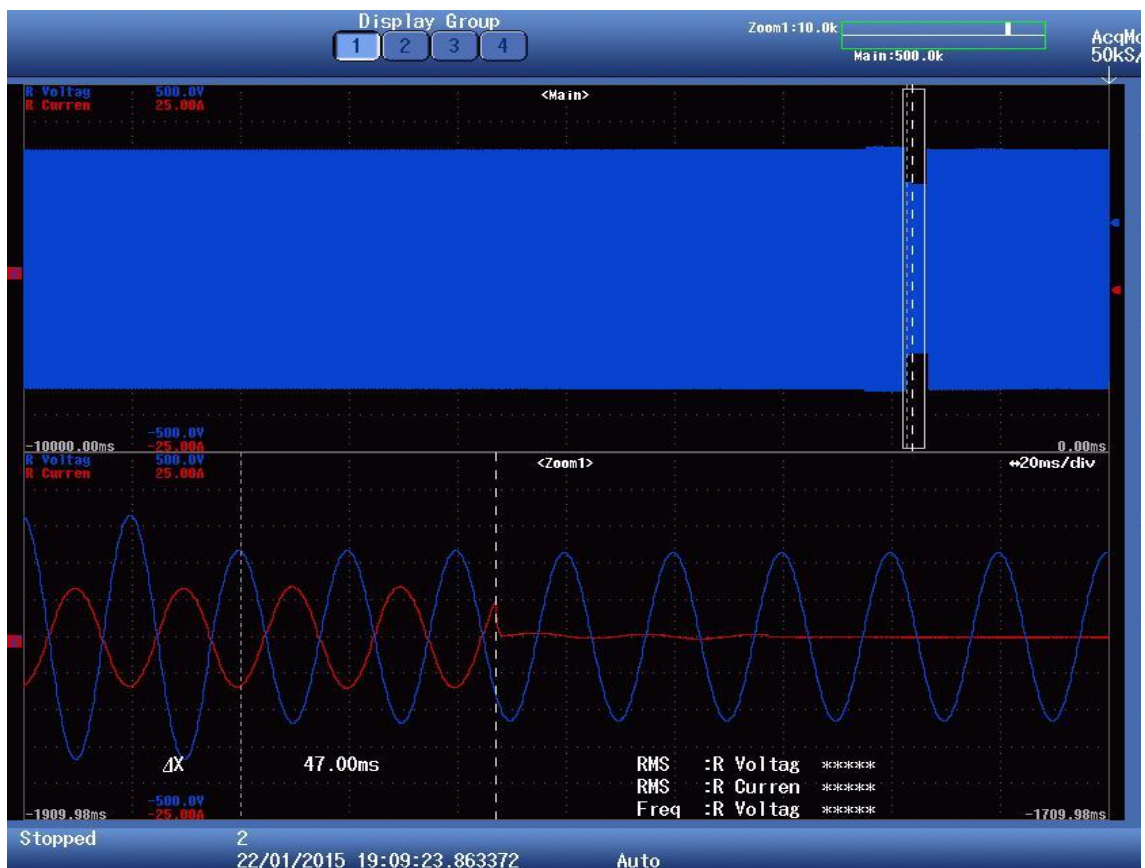 Display Group
1 2 3 4
Zoom1:10.0k
Main:500.0k
AcqMo
50kS/
R Voltag 500.0V
R Curren 25.00A
<Main>
-500.0V
-10000.00ms -25.00A
0.00ms
R Voltag 500.0V
R Curren 25.00A
<Zoom1>
↔20ms/div
ΔX 47.00ms
RMS :R Voltag *****
RMS :R Curren *****
Freq :R Voltag *****
-500.0V
-1909.98ms -25.00A
-1709.98ms
Stopped 2
22/01/2015 19:09:23.863372 Auto